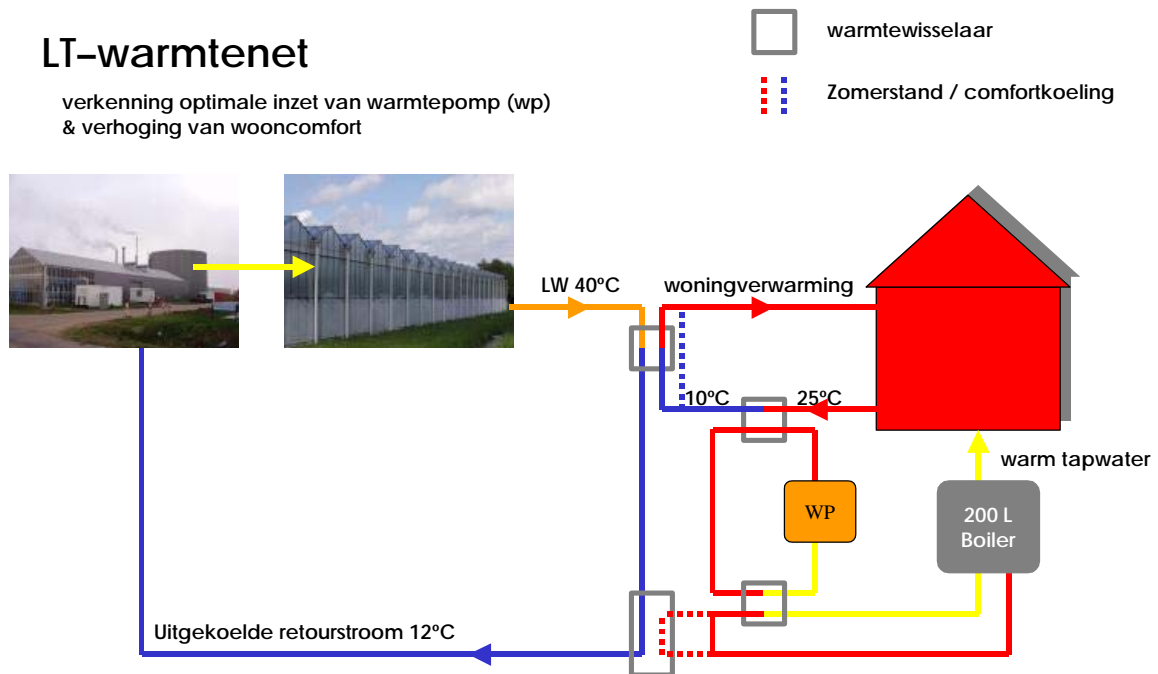 LT–warmtenet
verkenning optimale inzet van warmtepomp (wp)
& verhoging van wooncomfort
warmtewisselaar
Zomerstand / comfortkoeling
LW 40ºC
woningverwarming
10ºC
25ºC
warm tapwater
WP
200 L
Boiler
Uitgekoelde retourstroom 12ºC